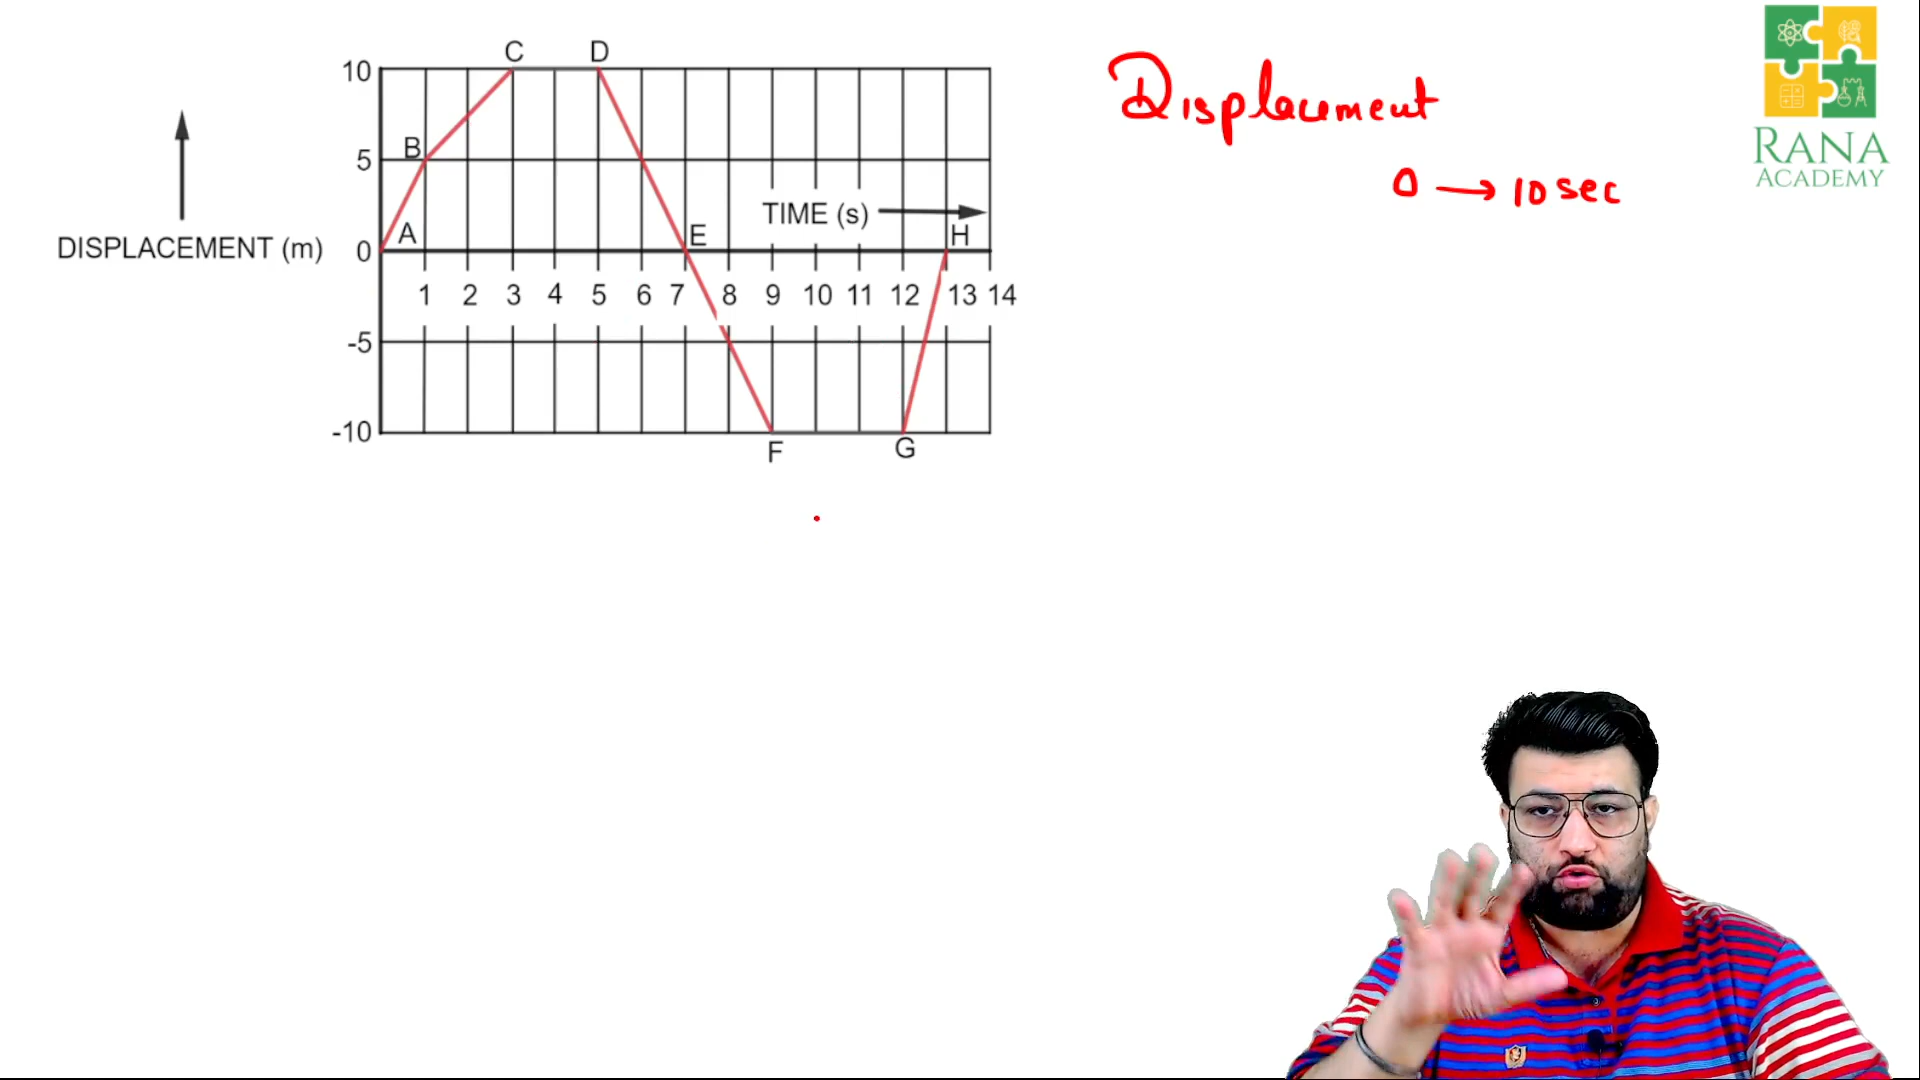 C D
10
B
5
TIME (s)
A E H
DISPLACEMENT (m) 0
1 2 3 4 5 6 7 8 9 10 11 12 13 14
-5
-10
F G
Displacement
0 → 10 sec
RANA
ACADEMY